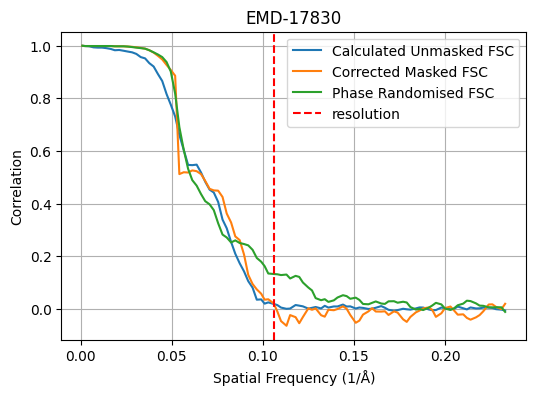 EMD-17830
Calculated Unmasked FSC
Corrected Masked FSC
Phase Randomised FSC
resolution
Correlation
1.0
0.8
0.6
0.4
0.2
0.0
0.00 0.05 0.10 0.15 0.20
Spatial Frequency (1/Å)